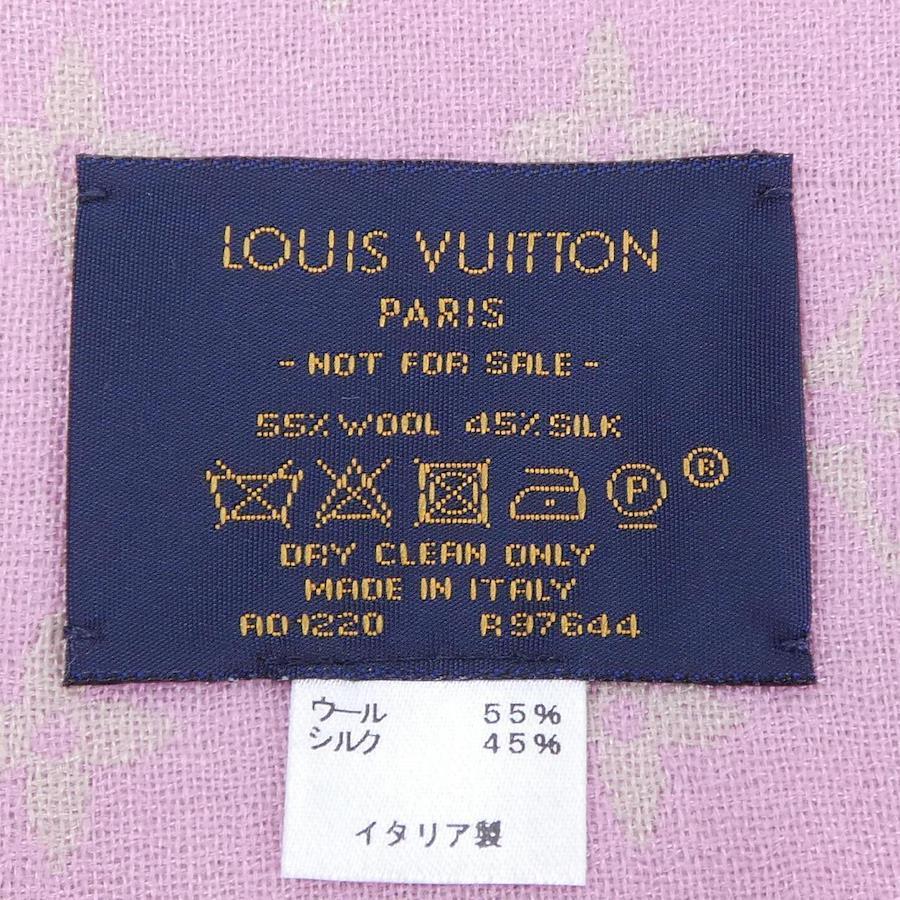 LOUIS VUITTON
PARIS
- NOT FOR SALE -
55% WOOL 45% SILK
P ®
DRY CLEAN ONLY
MADE IN ITALY
AO1220 R97644
ウール 55%
シルク 45%
イタリア製